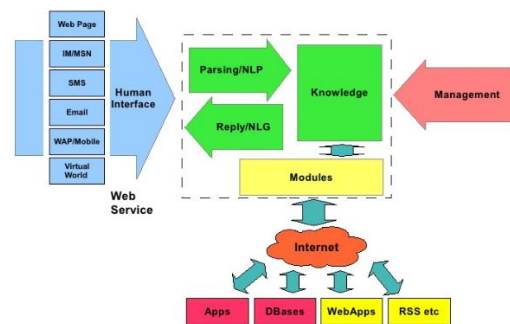 Web Page
IM/MSN
SMS
Email
WAP/Mobile
Virtual
World
Human
Interface
Web
Service
Parsing/NLP
Reply/NLG
Knowledge
Modules
Management
Internet
Apps
DBases
WebApps
RSS etc